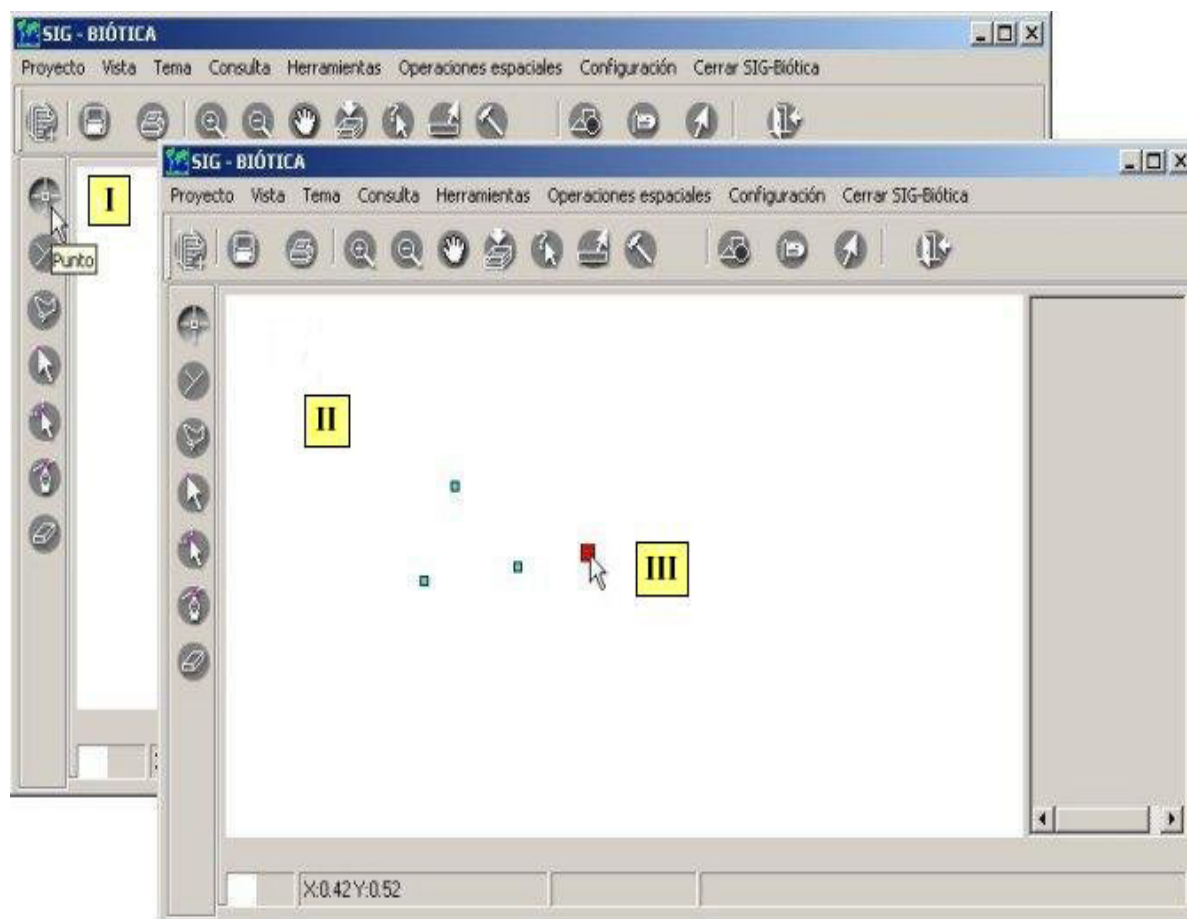 SIG - BIÓTICA
Proyecto Vista Tema Consulta Herramientas Operaciones espaciales Configuración Cerrar SIG-Biótica
I
Punto
SIG - BIÓTICA
Proyecto Vista Tema Consulta Herramientas Operaciones espaciales Configuración Cerrar SIG-Biótica
II
III
X:0.42 Y:0.52